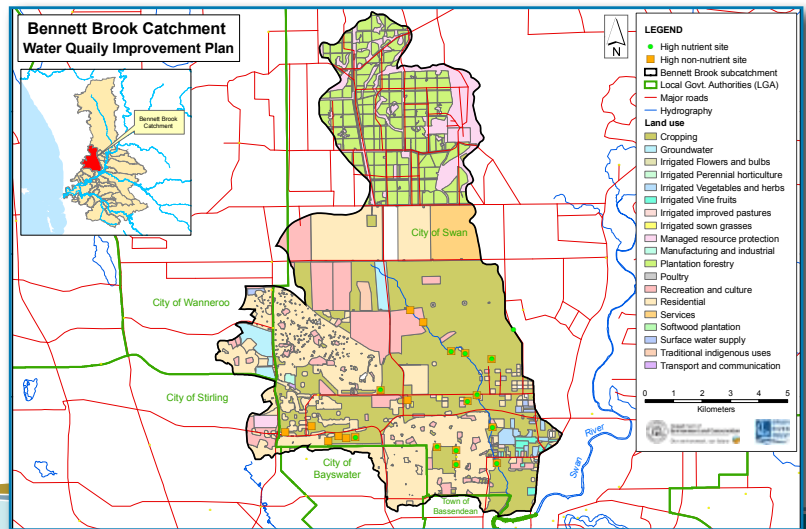 Bennett Brook Catchment
Water Quaily Improvement Plan
Bennett Brook
Catchment
N
City of Swan
City of Wanneroo
City of Stirling
City of
Bayswater
Town of
Bassendean
Swan
River
LEGEND
High nutrient site
High non-nutrient site
Bennett Brook subcatchment
Local Govt. Authorities (LGA)
Major roads
Hydrography
Land use
Cropping
Groundwater
Irrigated Flowers and bulbs
Irrigated Perennial horticulture
Irrigated Vegetables and herbs
Irrigated Vine fruits
Irrigated improved pastures
Irrigated sown grasses
Managed resource protection
Manufacturing and industrial
Plantation forestry
Poultry
Recreation and culture
Residential
Services
Softwood plantation
Surface water supply
Traditional indigenous uses
Transport and communication
0 1 2 3 4 5
Kilometers